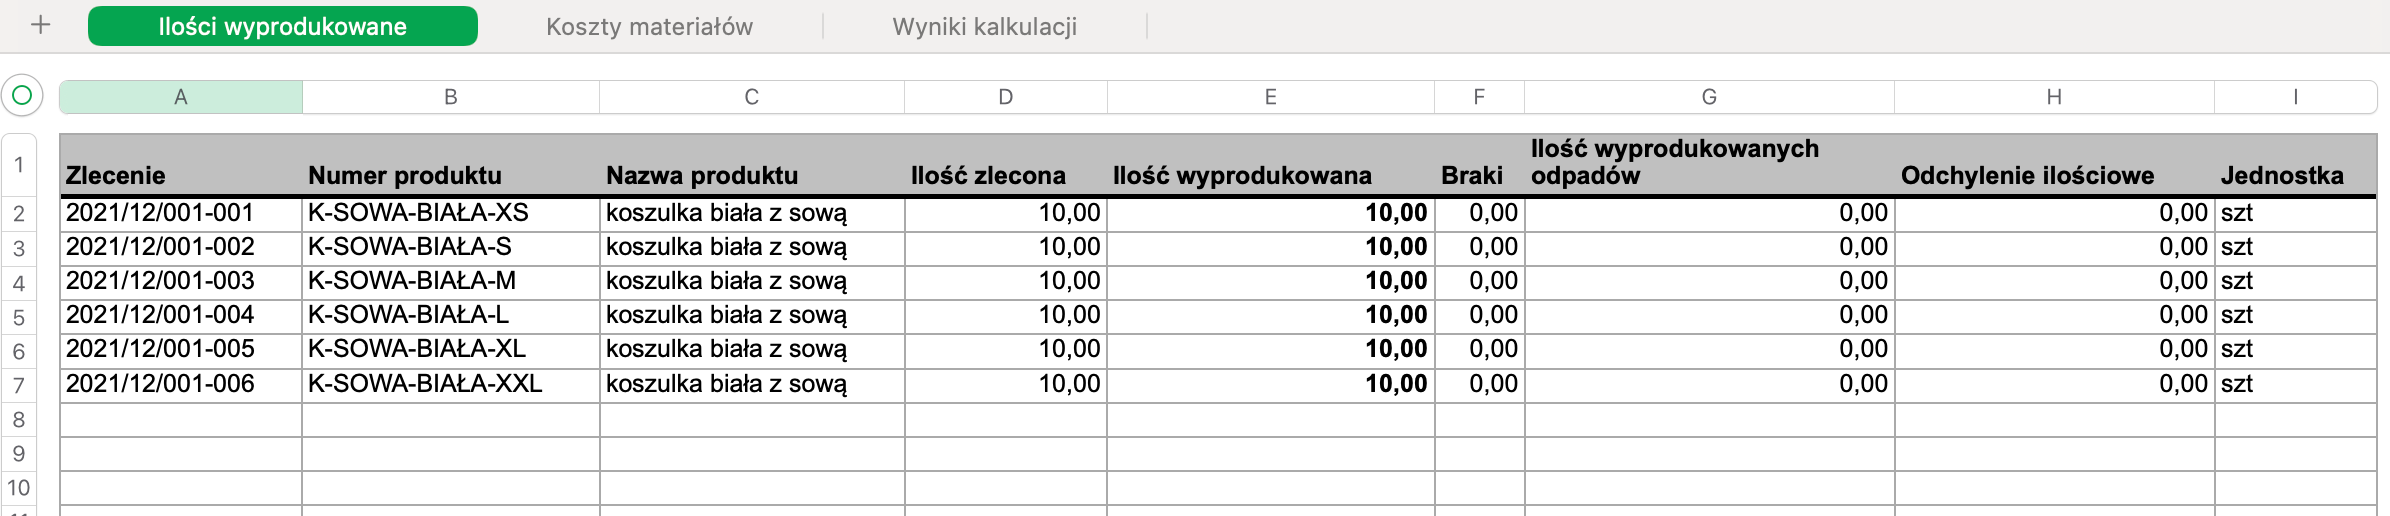 + Ilości wyprodukowane Koszty materiałów Wyniki kalkulacji
A B C D E F G H I
1 Zlecenie Numer produktu Nazwa produktu Ilość zlecona Ilość wyprodukowana Braki Ilość wyprodukowanych odpadów Odchylenie ilościowe Jednostka
2 2021/12/001-001 K-SOWA-BIAŁA-XS koszulka biała z sową 10,00 10,00 0,00 0,00 0,00 szt
3 2021/12/001-002 K-SOWA-BIAŁA-S koszulka biała z sową 10,00 10,00 0,00 0,00 0,00 szt
4 2021/12/001-003 K-SOWA-BIAŁA-M koszulka biała z sową 10,00 10,00 0,00 0,00 0,00 szt
5 2021/12/001-004 K-SOWA-BIAŁA-L koszulka biała z sową 10,00 10,00 0,00 0,00 0,00 szt
6 2021/12/001-005 K-SOWA-BIAŁA-XL koszulka biała z sową 10,00 10,00 0,00 0,00 0,00 szt
7 2021/12/001-006 K-SOWA-BIAŁA-XXL koszulka biała z sową 10,00 10,00 0,00 0,00 0,00 szt
8
9
10